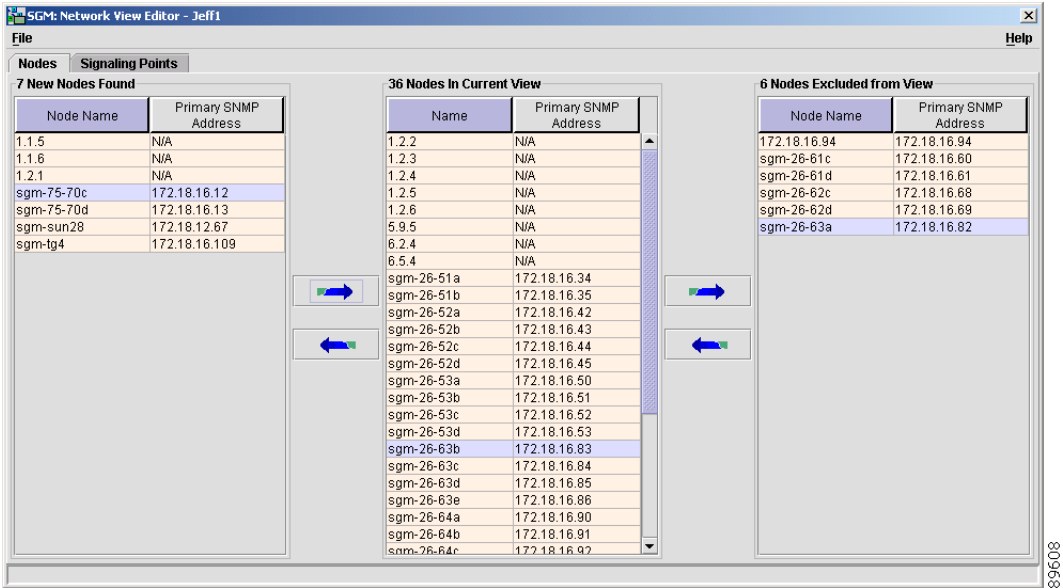 SGM: Network View Editor - Jeff1
File Help
Nodes Signaling Points
7 New Nodes Found
Node Name Primary SNMP Address
1.1.5 N/A
1.1.6 N/A
1.2.1 N/A
sgm-75-70c 172.18.16.12
sgm-75-70d 172.18.16.13
sgm-sun28 172.18.12.67
sgm-tg4 172.18.16.109
36 Nodes In Current View
Name Primary SNMP Address
1.2.2 N/A
1.2.3 N/A
1.2.4 N/A
1.2.5 N/A
1.2.6 N/A
5.9.5 N/A
6.2.4 N/A
6.5.4 N/A
sgm-26-51a 172.18.16.34
sgm-26-51b 172.18.16.35
sgm-26-52a 172.18.16.42
sgm-26-52b 172.18.16.43
sgm-26-52c 172.18.16.44
sgm-26-52d 172.18.16.45
sgm-26-53a 172.18.16.50
sgm-26-53b 172.18.16.51
sgm-26-53c 172.18.16.52
sgm-26-53d 172.18.16.53
sgm-26-63b 172.18.16.83
sgm-26-63c 172.18.16.84
sgm-26-63d 172.18.16.85
sgm-26-63e 172.18.16.86
sgm-26-64a 172.18.16.90
sgm-26-64b 172.18.16.91
sgm-26-64c 172.18.16.92
6 Nodes Excluded from View
Node Name Primary SNMP Address
172.18.16.94 172.18.16.94
sgm-26-61c 172.18.16.60
sgm-26-61d 172.18.16.61
sgm-26-62c 172.18.16.68
sgm-26-62d 172.18.16.69
sgm-26-63a 172.18.16.82
89608